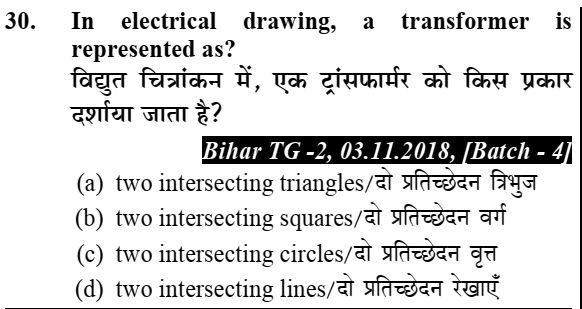 30. In electrical drawing, a transformer is
represented as?
विद्युत चित्रांकन में, एक ट्रांसफार्मर को किस प्रकार
दर्शाया जाता है?
Bihar TG -2, 03.11.2018, [Batch - 4]
(a) two intersecting triangles/दो प्रतिच्छेदन त्रिभुज
(b) two intersecting squares/दो प्रतिच्छेदन वर्ग
(c) two intersecting circles/दो प्रतिच्छेदन वृत्त
(d) two intersecting lines/दो प्रतिच्छेदन रेखाएँ